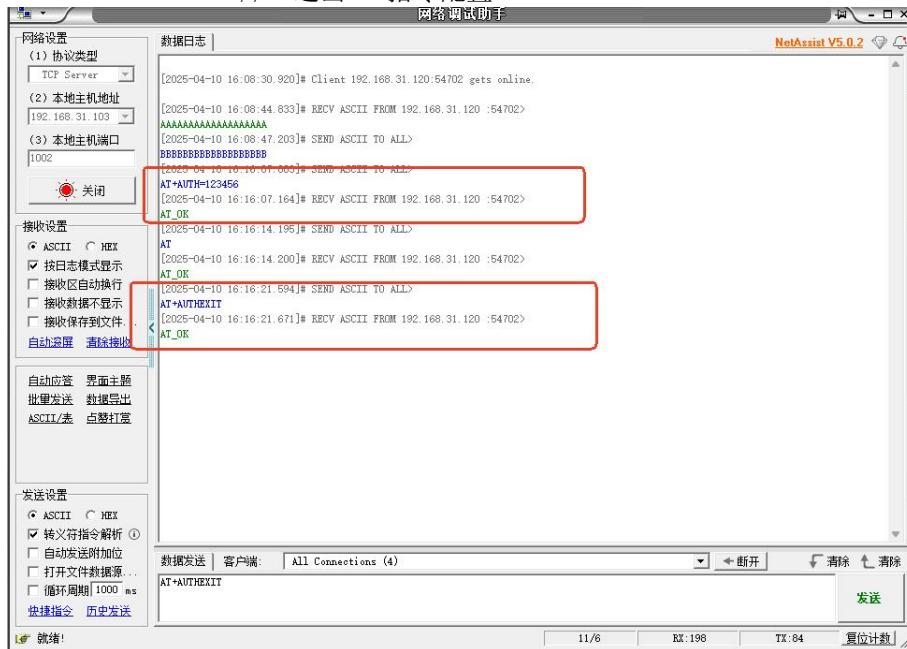 网络调试助手
网络设置
(1) 协议类型
TCP Server
(2) 本地主机地址
192.168.31.103
(3) 本地主机端口
1002
关闭
接收设置
ASCII HEX
按日志模式显示
接收区自动换行
接收数据不显示
接收保存到文件...
自动滚屏 清除接收
自动应答 界面主题
批量发送 数据导出
ASCII/表 点赞打赏
发送设置
ASCII HEX
转义符指令解析
自动发送附加位
打开文件数据源...
循环周期 1000 ms
快捷指令 历史发送
数据日志
NetAssist V5.0.2
[2025-04-10 16:08:30.920]# Client 192.168.31.120:54702 gets online.
[2025-04-10 16:08:44.833]# RECV ASCII FROM 192.168.31.120 :54702>
AAAAAAAAAAAAAAAAAAA
[2025-04-10 16:08:47.203]# SEND ASCII TO ALL>
BBBBBBBBBBBBBBBBBBB
[2025-04-10 16:16:07.083]# SEND ASCII TO ALL>
AT+AUTH=123456
[2025-04-10 16:16:07.164]# RECV ASCII FROM 192.168.31.120 :54702>
AT_OK
[2025-04-10 16:16:14.195]# SEND ASCII TO ALL>
AT
[2025-04-10 16:16:14.200]# RECV ASCII FROM 192.168.31.120 :54702>
AT_OK
[2025-04-10 16:16:21.594]# SEND ASCII TO ALL>
AT+AUTHEXIT
[2025-04-10 16:16:21.671]# RECV ASCII FROM 192.168.31.120 :54702>
AT_OK
数据发送 客户端: All Connections (4) 断开 清除 清除
AT+AUTHEXIT
发送
就绪! 11/6 RX:198 TX:84 复位计数